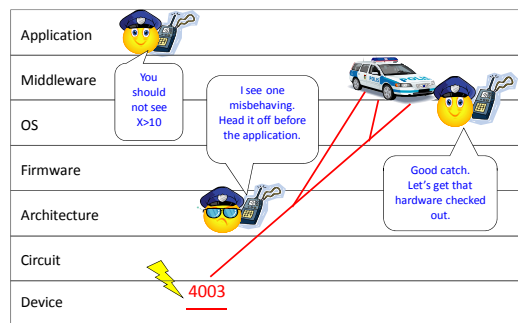 Application
Middleware
OS
Firmware
Architecture
Circuit
Device
You
should
not see
X>10
I see one
misbehaving.
Head it off before
the application.
POLIS
Good catch.
Let's get that
hardware checked
out.
4003